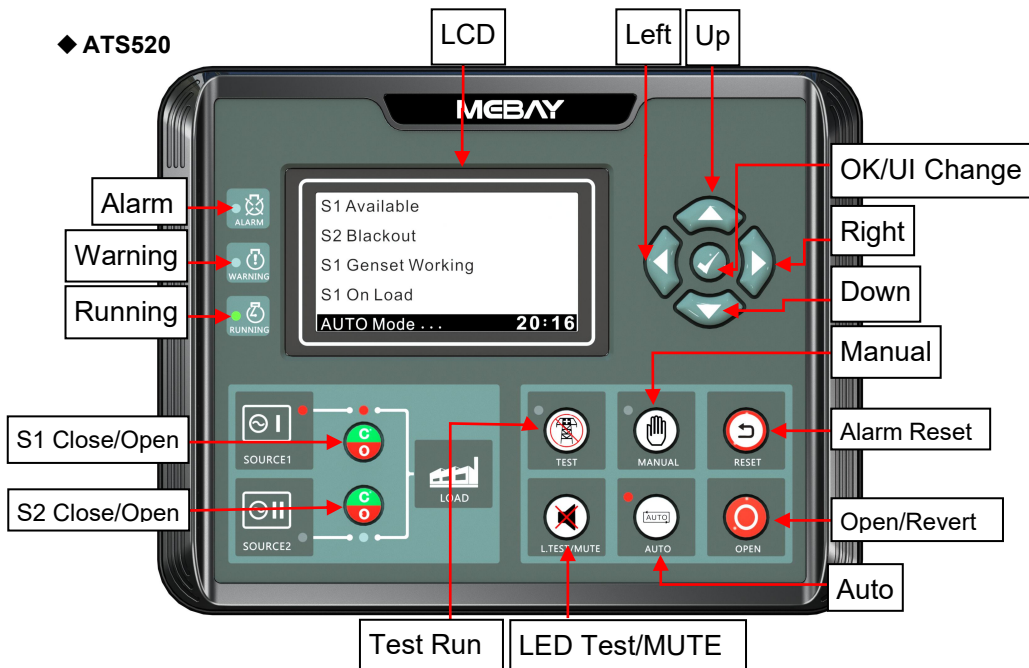 ◆ ATS520
LCD
Left
Up
MEBAY
OK/UI Change
Alarm
ALARM
S1 Available
S2 Blackout
S1 Genset Working
S1 On Load
AUTO Mode . . . 20:16
Right
Warning
WARNING
Down
Running
RUNNING
Manual
I
SOURCE1
C
O
S1 Close/Open
TEST
MANUAL
RESET
Alarm Reset
LOAD
II
SOURCE2
C
O
S2 Close/Open
L.TEST/MUTE
AUTO
AUTO
OPEN
Open/Revert
Auto
Test Run
LED Test/MUTE